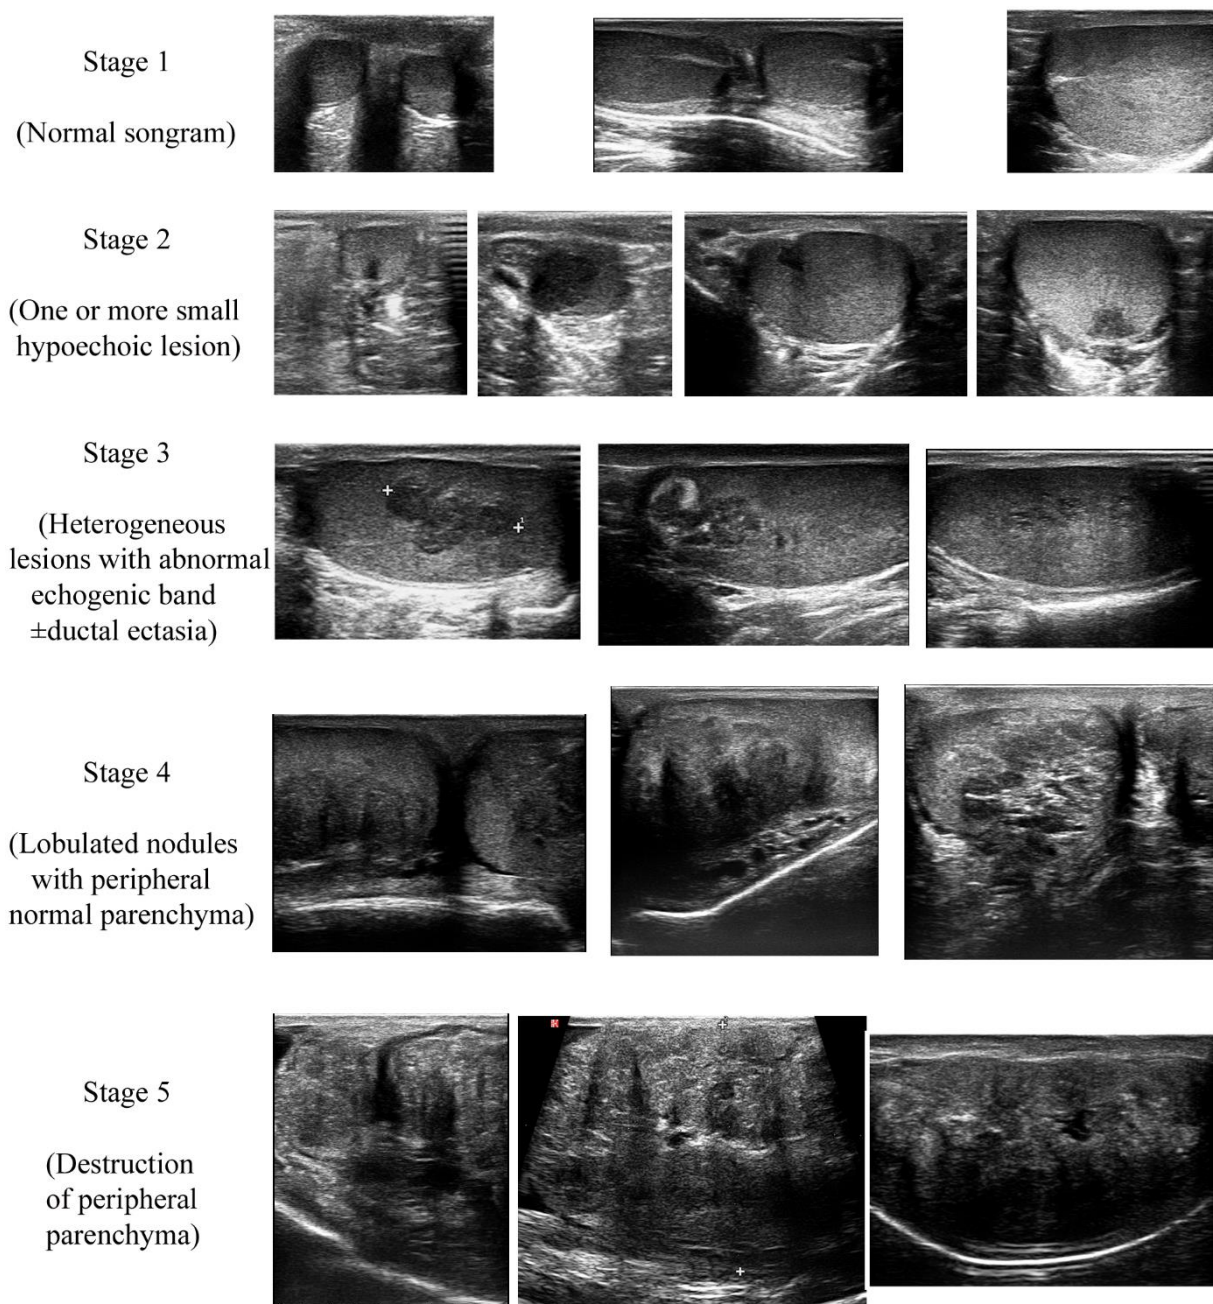 Stage 1
(Normal songram)
Stage 2
(One or more small
hypoechoic lesion)
Stage 3
(Heterogeneous
lesions with abnormal
echogenic band
±ductal ectasia)
Stage 4
(Lobulated nodules
with peripheral
normal parenchyma)
Stage 5
(Destruction
of peripheral
parenchyma)